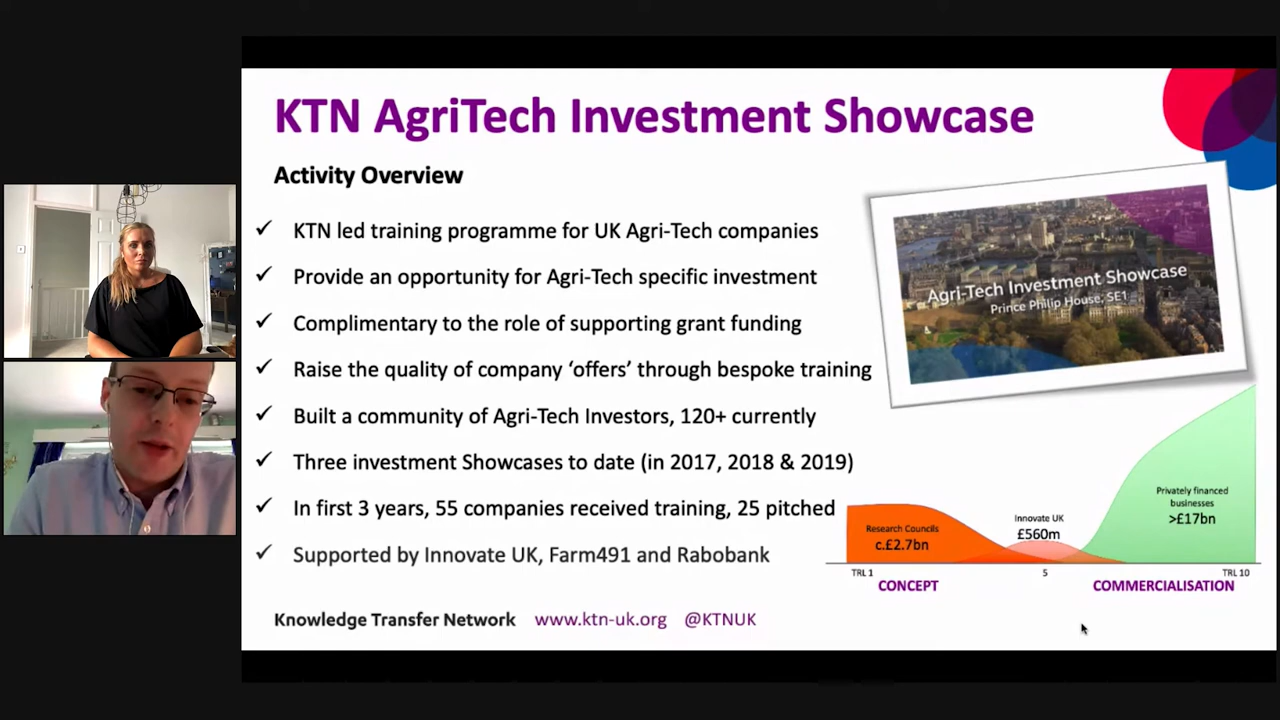 KTN AgriTech Investment Showcase
Activity Overview
✓ KTN led training programme for UK Agri-Tech companies
✓ Provide an opportunity for Agri-Tech specific investment
✓ Complimentary to the role of supporting grant funding
✓ Raise the quality of company ‘offers’ through bespoke training
✓ Built a community of Agri-Tech Investors, 120+ currently
✓ Three investment Showcases to date (in 2017, 2018 & 2019)
✓ In first 3 years, 55 companies received training, 25 pitched
✓ Supported by Innovate UK, Farm491 and Rabobank
Agri-Tech Investment Showcase
Prince Philip House, SE1
Research Councils
c.£2.7bn
Innovate UK
£560m
Privately financed
businesses
>£17bn
TRL 1
5
TRL 10
CONCEPT
COMMERCIALISATION
Knowledge Transfer Network www.ktn-uk.org @KTNUK